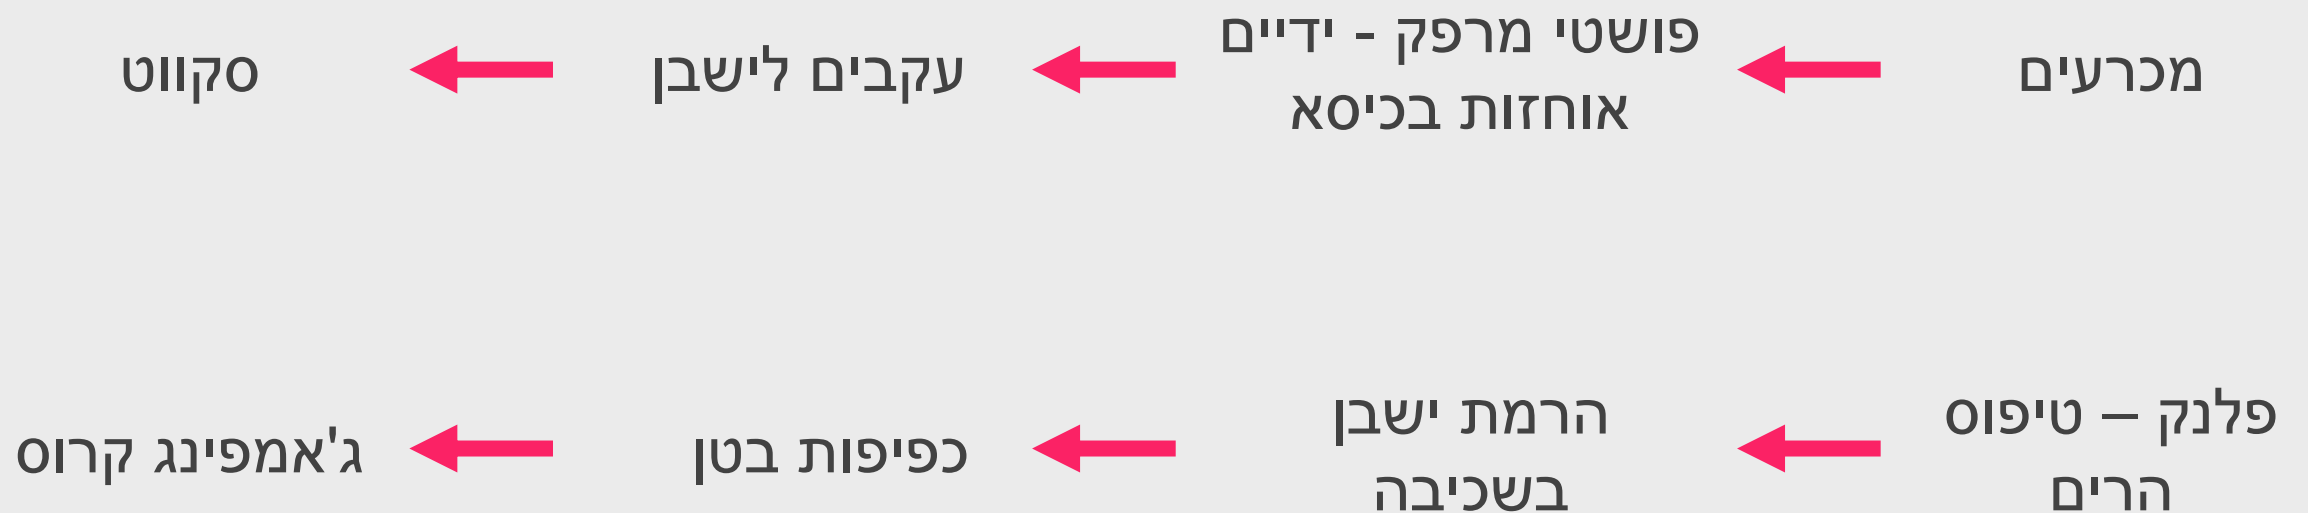 מכרעים
פושטי מרפק - ידיים
אוחזות בכיסא
עקבים לישבן
סקווט
פלנק – טיפוס
הרים
הרמת ישבן
בשכיבה
כפיפות בטן
ג'אמפינג קרוס